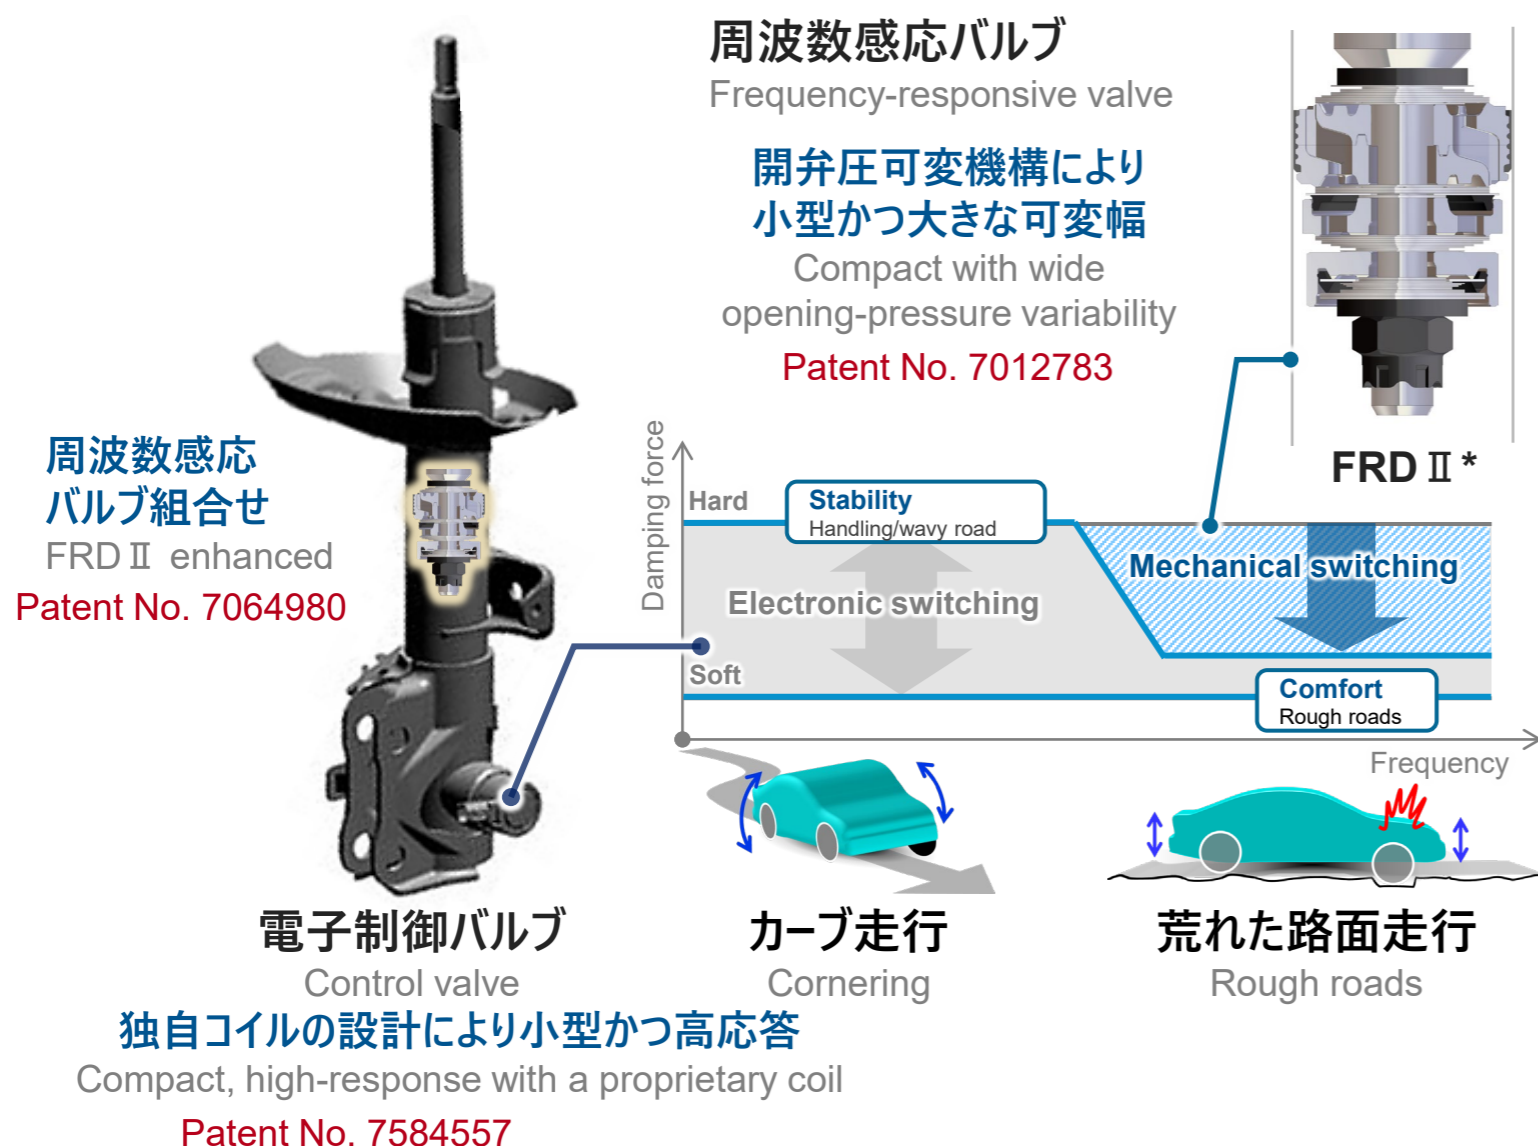 周波数感応バルブ
Frequency-responsive valve
開弁圧可変機構により
小型かつ大きな可変幅
Compact with wide
opening-pressure variability
Patent No. 7012783
FRDⅡ*
周波数感応
バルブ組合せ
FRDⅡ enhanced
Patent No. 7064980
Damping force
Hard
Stability
Handling/wavy road
Mechanical switching
Electronic switching
Soft
Comfort
Rough roads
Frequency
電子制御バルブ
Control valve
独自コイルの設計により小型かつ高応答
Compact, high-response with a proprietary coil
Patent No. 7584557
カーブ走行
Cornering
荒れた路面走行
Rough roads